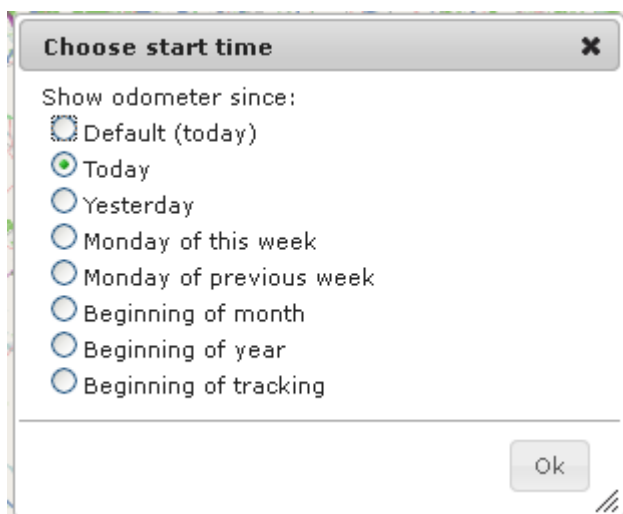 Choose start time
Show odometer since:
Default (today)
Today
Yesterday
Monday of this week
Monday of previous week
Beginning of month
Beginning of year
Beginning of tracking
Ok